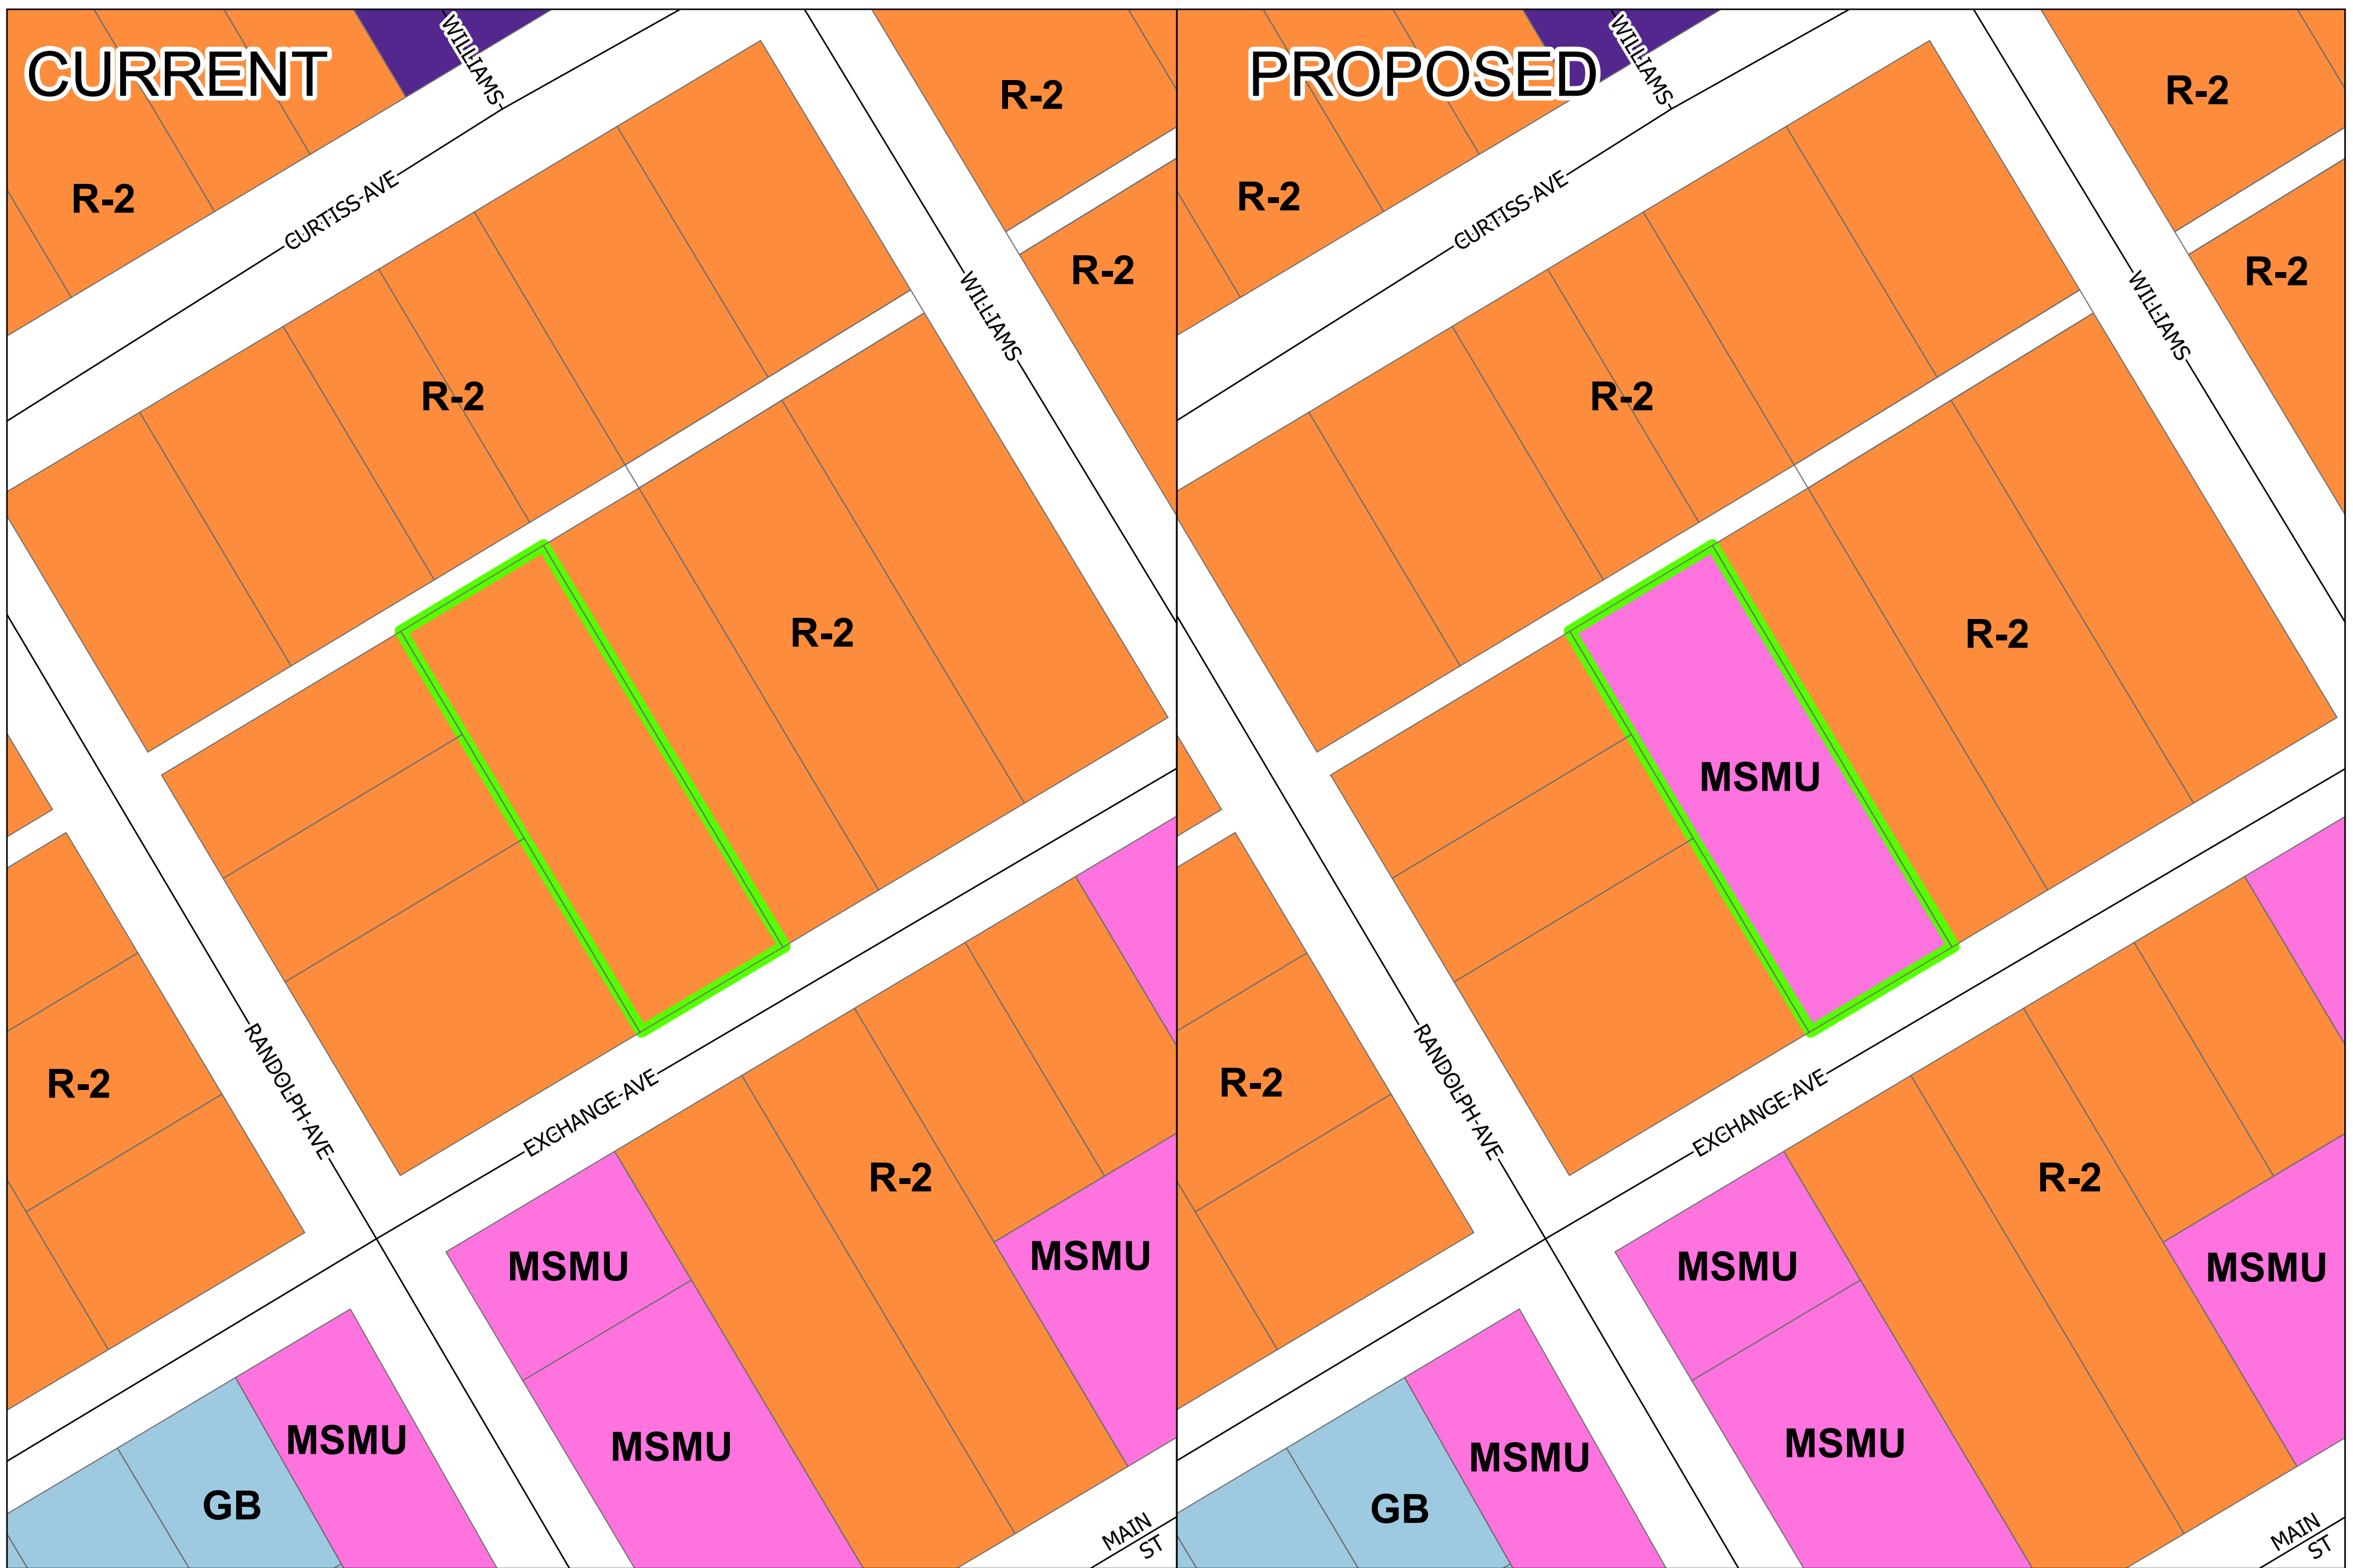 CURRENT
WILLIAMS
R-2
R-2
CURTISS AVE
R-2
WILLIAMS
R-2
R-2
R-2
RANDOLPH AVE
EXCHANGE AVE
R-2
MSMU
MSMU
MSMU
MSMU
GB
MAIN
ST
PROPOSED
WILLIAMS
R-2
R-2
CURTISS AVE
R-2
WILLIAMS
R-2
R-2
MSMU
R-2
RANDOLPH AVE
EXCHANGE AVE
R-2
MSMU
MSMU
MSMU
MSMU
GB
MAIN
ST